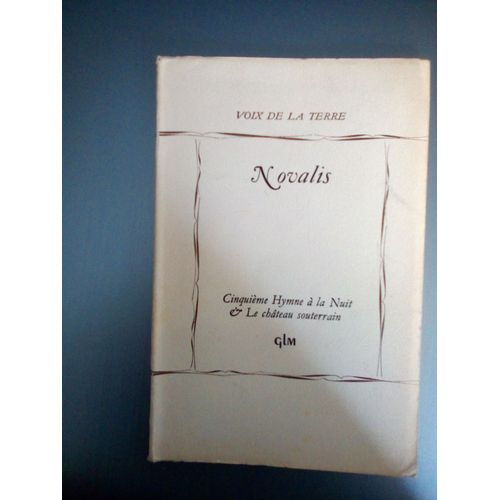 VOIX DE LA TERRE
Novalis
Cinquième Hymne à la Nuit
& Le château souterrain
GLM